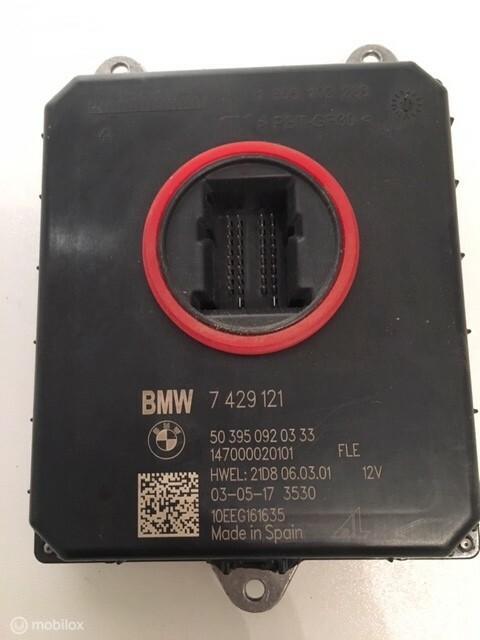 BMW 7 429 121
50 395 092 0 33
147000020101 FLE
HWEL: 21D8 06.03.01 12V
03-05-17 3530
10EEG161635
Made in Spain
© mobilox